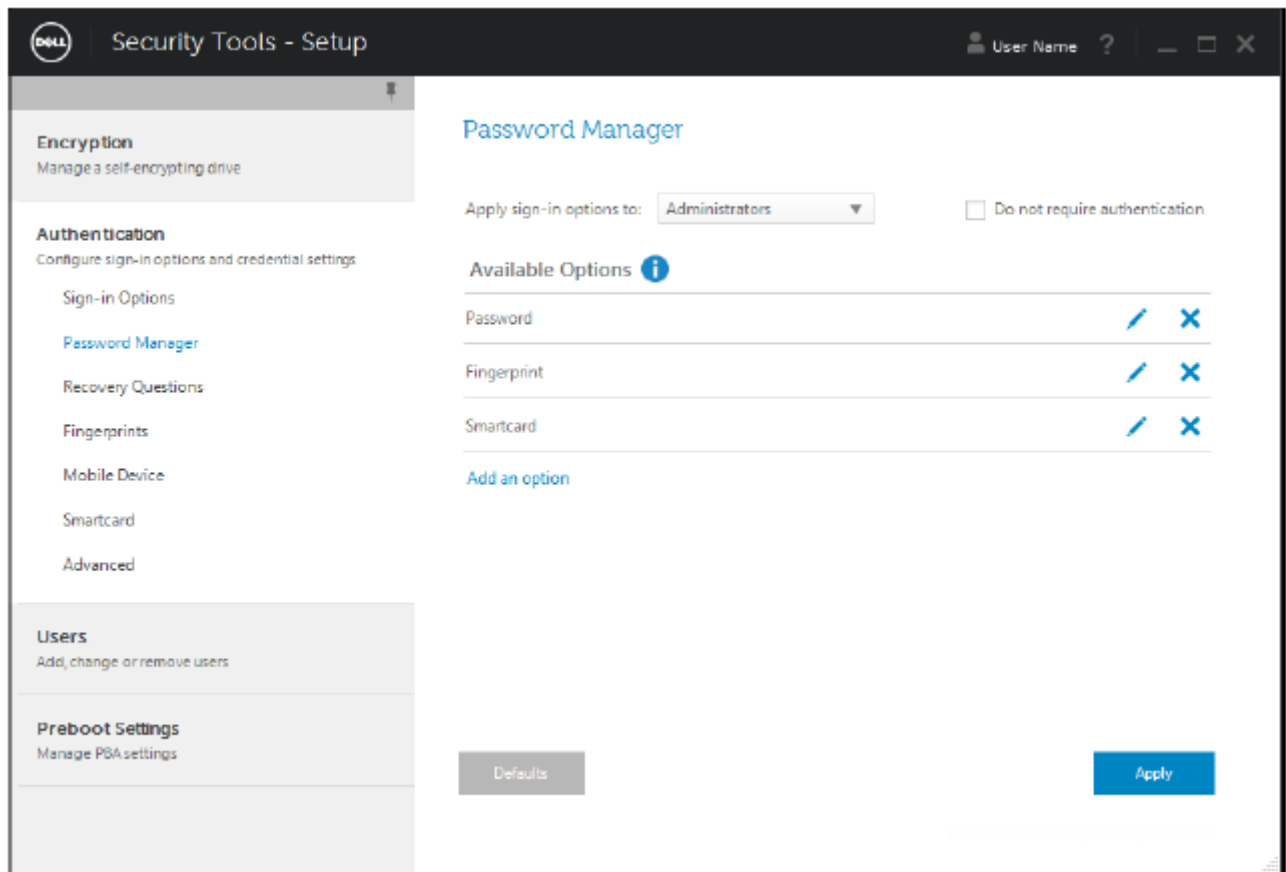 DELL
Security Tools - Setup
User Name ?
Encryption
Manage a self-encrypting drive
Authentication
Configure sign-in options and credential settings
Sign-in Options
Password Manager
Recovery Questions
Fingerprints
Mobile Device
Smartcard
Advanced
Users
Add, change or remove users
Preboot Settings
Manage PBA settings
Password Manager
Apply sign-in options to: Administrators
Do not require authentication
Available Options i
Password
Fingerprint
Smartcard
Add an option
Defaults
Apply